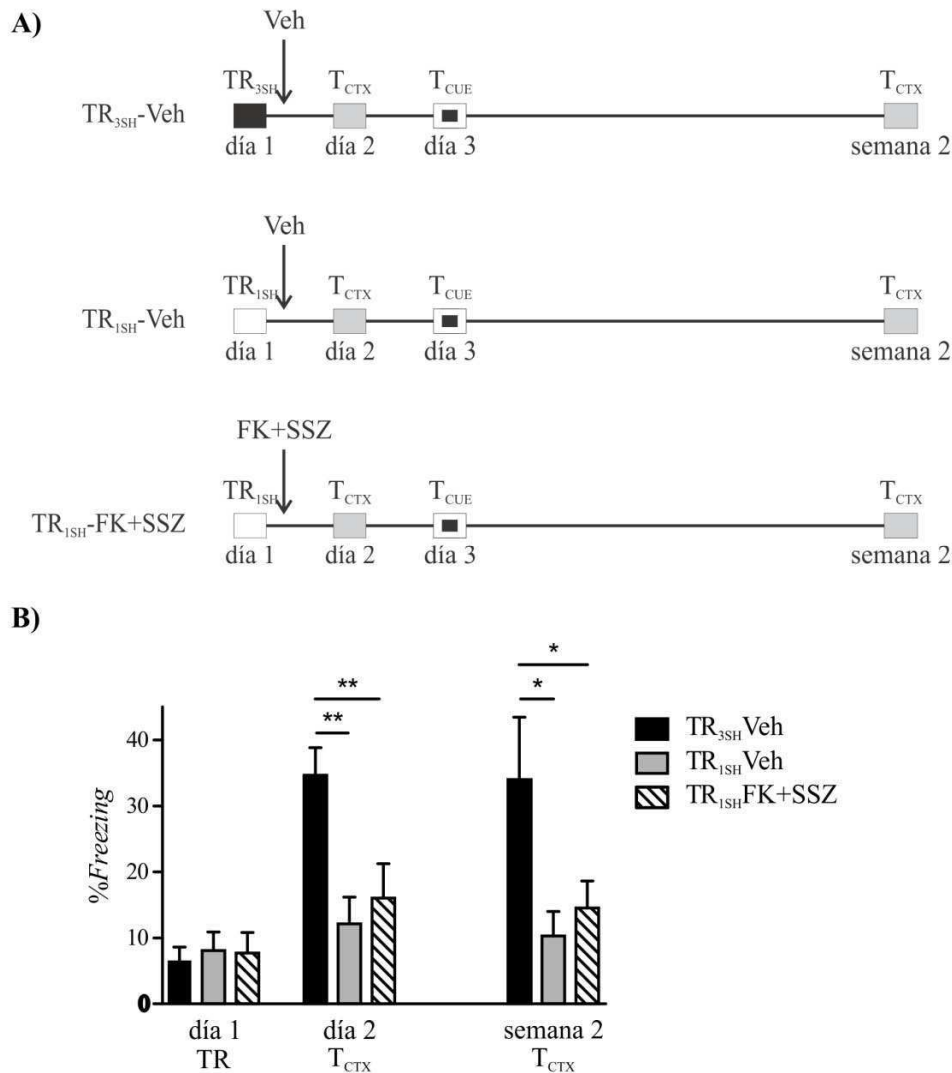 A)
Veh
TR3SH TCTX TCUE TCTX
TR3SH-Veh
día 1 día 2 día 3 semana 2
Veh
TR1SH TCTX TCUE TCTX
TR1SH-Veh
día 1 día 2 día 3 semana 2
FK+SSZ
TR1SH TCTX TCUE TCTX
TR1SH-FK+SSZ
día 1 día 2 día 3 semana 2
B)
** *
** *
TR3SHVeh
TR1SHVeh
TR1SHFK+SSZ
%Freezing
40
30
20
10
0
día 1 día 2 semana 2
TR TCTX TCTX